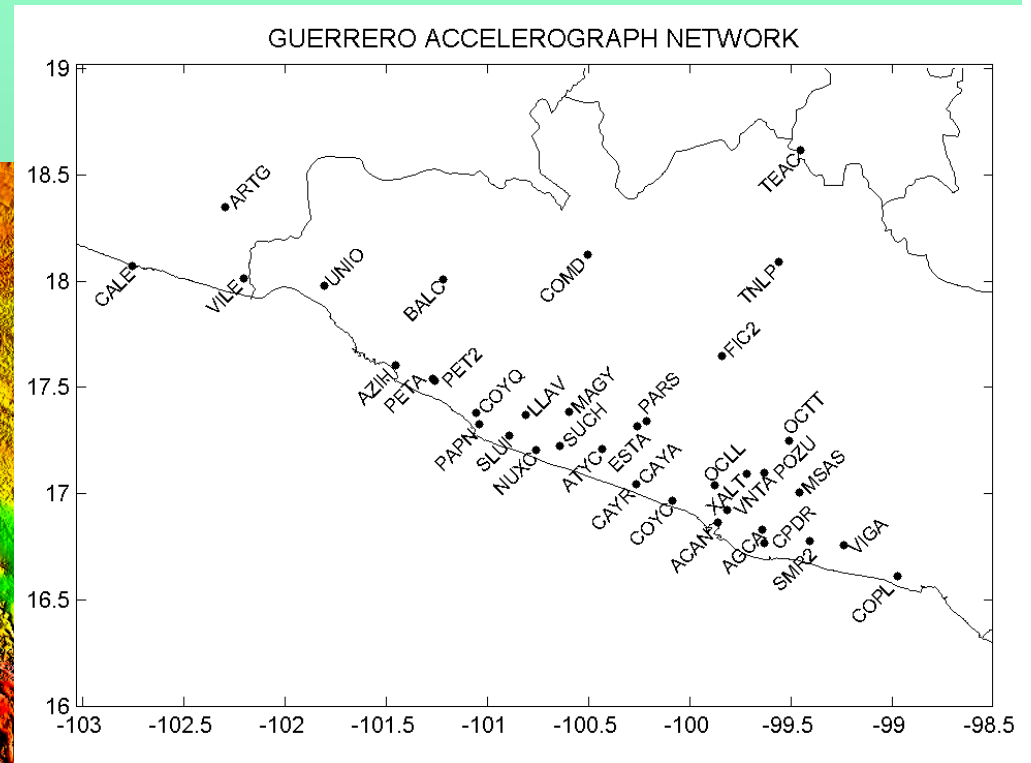 GUERRERO ACCELEROGRAPH NETWORK
19
18.5
18
17.5
17
16.5
16
-103
-102.5
-102
-101.5
-101
-100.5
-100
-99.5
-99
-98.5
TEAC
ARTG
CALE
VILE
UNIO
BALC
COMD
TNLP
FIC2
AZIH
PETA
PET2
COYQ
PAPN
SLUI
LLAV
NUXC
MAGY
SUCH
ATYC
ESTA
PARS
CAYA
CAYR
COYC
OCLL
XALT
VNTA
POZU
OCTT
MSAS
ACAN
AGCA
CPDR
SMR2
VIGA
COPL